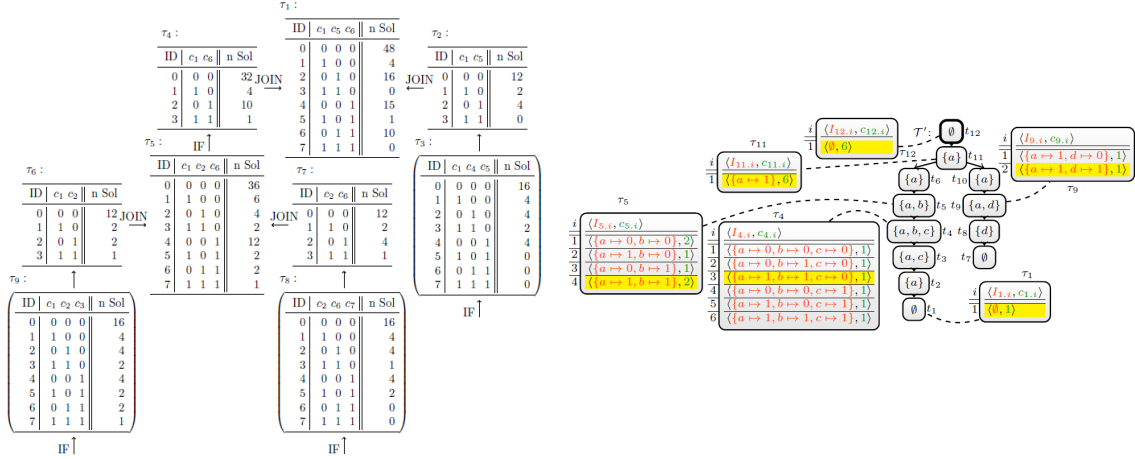 τ₄ :
ID c₁ c₆ n Sol
0 0 0 32
1 1 0 4
2 0 1 10
3 1 1 1
JOIN
IF
τ₁ :
ID c₁ c₅ c₆ n Sol
0 0 0 0 48
1 1 0 0 4
2 0 1 0 16
3 1 1 0 0
4 0 0 1 15
5 1 0 1 1
6 0 1 1 10
7 1 1 1 0
JOIN
τ₂ :
ID c₁ c₅ n Sol
0 0 0 12
1 1 0 2
2 0 1 4
3 1 1 0
τ₆ :
ID c₁ c₂ n Sol
0 0 0 12
1 1 0 2
2 0 1 2
3 1 1 1
JOIN
τ₅ :
ID c₁ c₂ c₆ n Sol
0 0 0 0 36
1 1 0 0 6
2 0 1 0 4
3 1 1 0 2
4 0 0 1 12
5 1 0 1 2
6 0 1 1 2
7 1 1 1 1
JOIN
τ₇ :
ID c₂ c₆ n Sol
0 0 0 12
1 1 0 2
2 0 1 4
3 1 1 1
τ₃ :
ID c₁ c₄ c₅ n Sol
0 0 0 0 16
1 1 0 0 4
2 0 1 0 4
3 1 1 0 2
4 0 0 1 4
5 1 0 1 0
6 0 1 1 4
7 1 1 1 0
IF
τ₉ :
ID c₁ c₂ c₃ n Sol
0 0 0 0 16
1 1 0 0 4
2 0 1 0 4
3 1 1 0 2
4 0 0 1 4
5 1 0 1 2
6 0 1 1 2
7 1 1 1 1
IF
τ₈ :
ID c₂ c₆ c₇ n Sol
0 0 0 0 16
1 1 0 0 4
2 0 1 0 4
3 1 1 0 2
4 0 0 1 4
5 1 0 1 2
6 0 1 1 0
7 1 1 1 0
IF
i ⟨I₁₂.ᵢ, c₁₂.ᵢ⟩
1 ⟨∅, 6⟩
τ₁₂
τ₁₁
i ⟨I₁₁.ᵢ, c₁₁.ᵢ⟩
1 ⟨{a ↦ 1}, 6⟩
𝒯′:
∅ t₁₂
{a} t₁₁
t₆ {a}
t₁₀ {a}
{a, b} t₅
t₉ {a, d}
{a, b, c} t₄
t₈ {d}
{a, c} t₃
t₇ ∅
{a} t₂
∅ t₁
i ⟨I₉.ᵢ, c₉.ᵢ⟩
1 ⟨{a ↦ 1, d ↦ 0}, 1⟩
2 ⟨{a ↦ 1, d ↦ 1}, 1⟩
τ₉
τ₅
i ⟨I₅.ᵢ, c₅.ᵢ⟩
1 ⟨{a ↦ 0, b ↦ 0}, 2⟩
2 ⟨{a ↦ 1, b ↦ 0}, 1⟩
3 ⟨{a ↦ 0, b ↦ 1}, 1⟩
4 ⟨{a ↦ 1, b ↦ 1}, 2⟩
τ₄
i ⟨I₄.ᵢ, c₄.ᵢ⟩
1 ⟨{a ↦ 0, b ↦ 0, c ↦ 0}, 1⟩
2 ⟨{a ↦ 0, b ↦ 1, c ↦ 0}, 1⟩
3 ⟨{a ↦ 1, b ↦ 1, c ↦ 0}, 1⟩
4 ⟨{a ↦ 0, b ↦ 0, c ↦ 1}, 1⟩
5 ⟨{a ↦ 1, b ↦ 0, c ↦ 1}, 1⟩
6 ⟨{a ↦ 1, b ↦ 1, c ↦ 1}, 1⟩
τ₁
i ⟨I₁.ᵢ, c₁.ᵢ⟩
1 ⟨∅, 1⟩